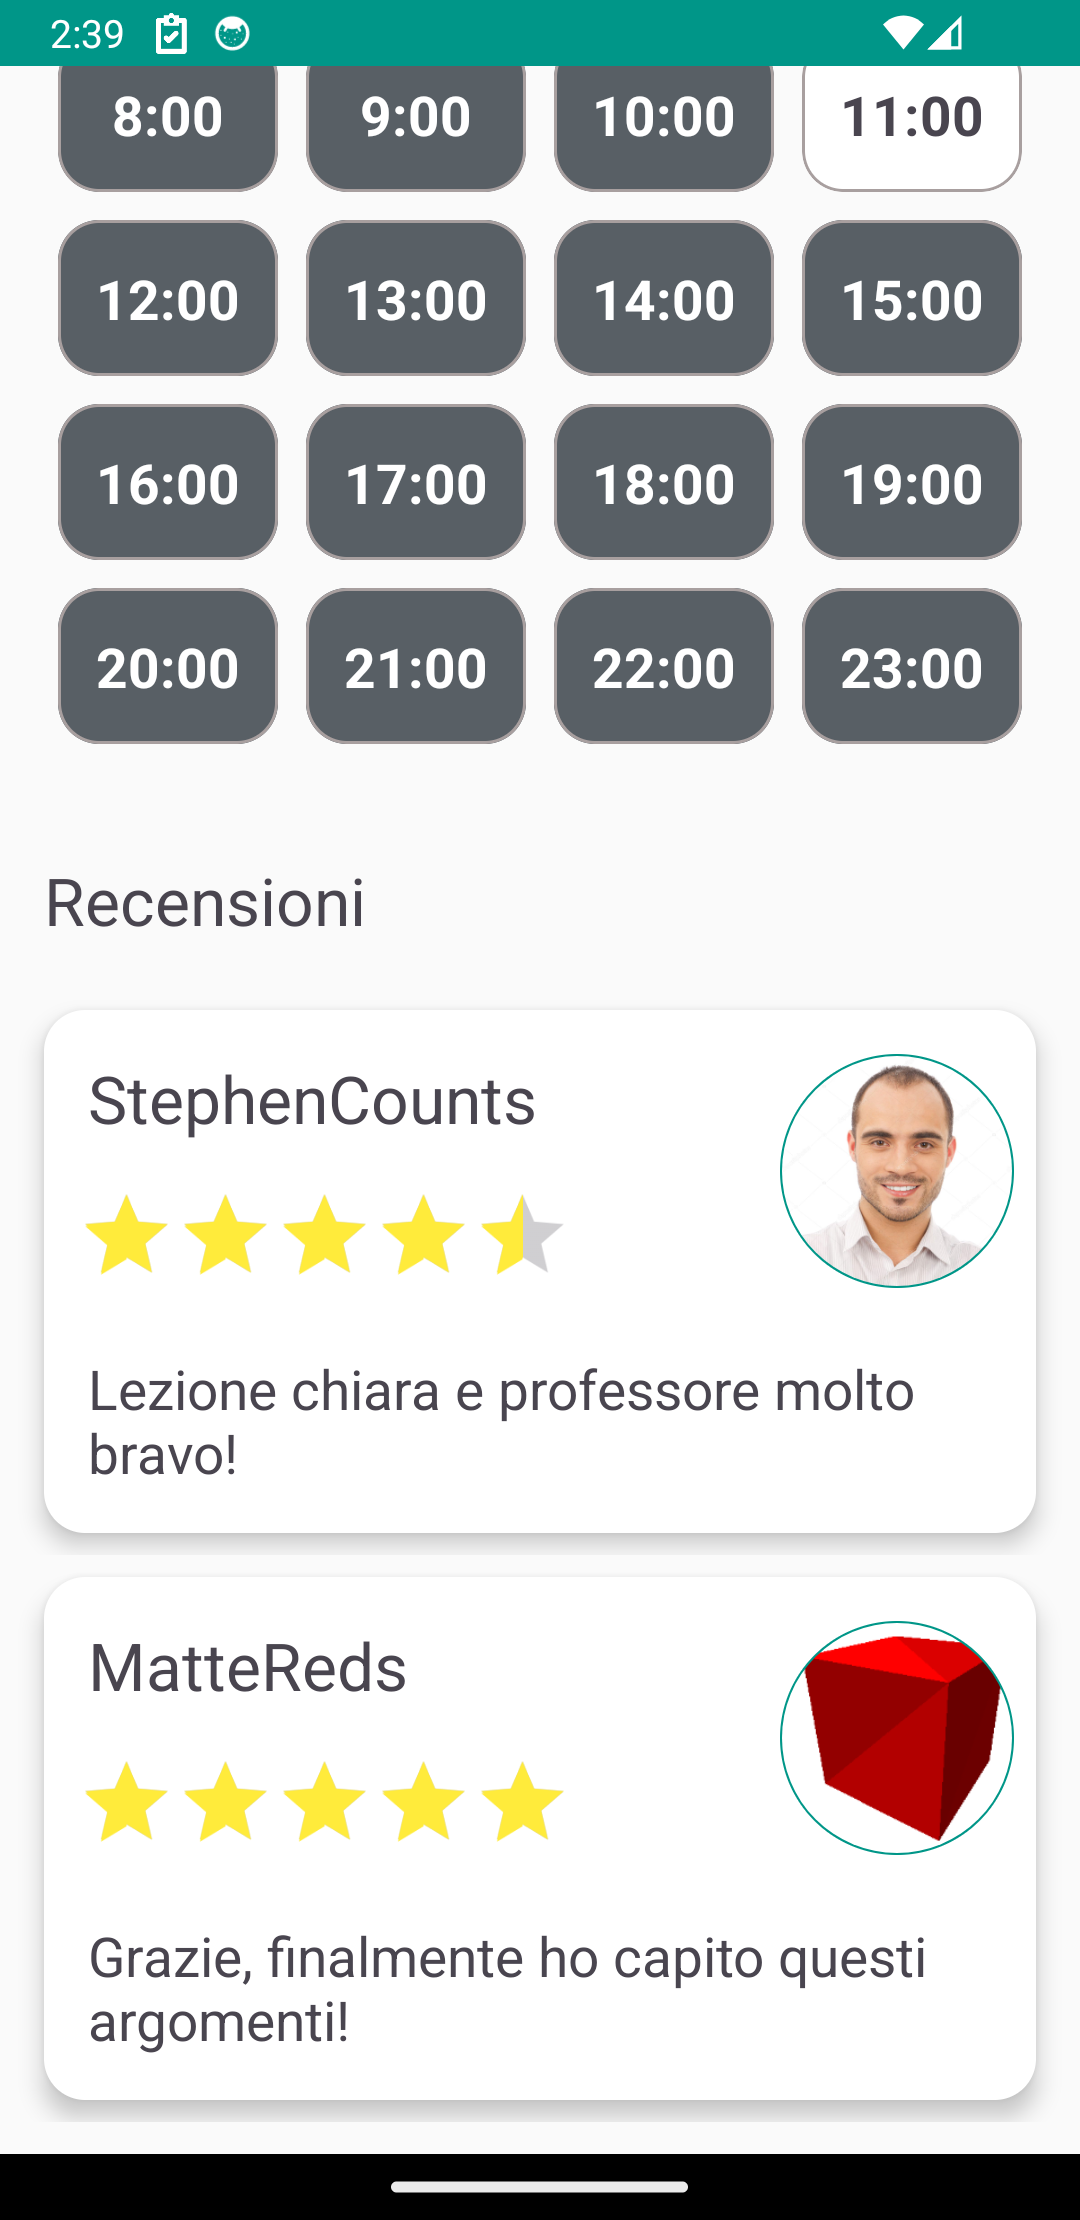 2:39
8:00 9:00 10:00 11:00
12:00 13:00 14:00 15:00
16:00 17:00 18:00 19:00
20:00 21:00 22:00 23:00
Recensioni
StephenCounts
Lezione chiara e professore molto
bravo!
MatteReds
Grazie, finalmente ho capito questi
argomenti!